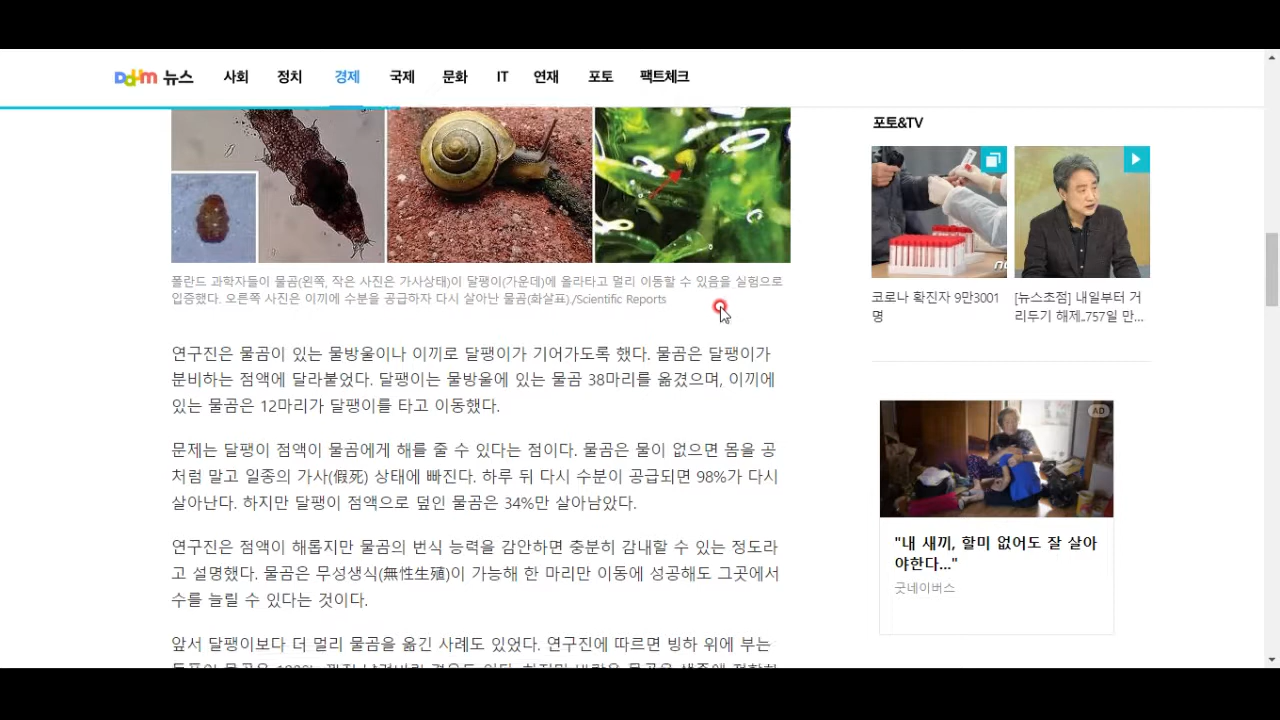 Daum 뉴스 사회 정치 경제 국제 문화 IT 연재 포토 팩트체크
폴란드 과학자들이 물곰(왼쪽, 작은 사진은 가사상태)이 달팽이(가운데)에 올라타고 멀리 이동할 수 있음을 실험으로
입증했다. 오른쪽 사진은 이끼에 수분을 공급하자 다시 살아난 물곰(화살표)./Scientific Reports
연구진은 물곰이 있는 물방울이나 이끼로 달팽이가 기어가도록 했다. 물곰은 달팽이가
분비하는 점액에 달라붙었다. 달팽이는 물방울에 있는 물곰 38마리를 옮겼으며, 이끼에
있는 물곰은 12마리가 달팽이를 타고 이동했다.
문제는 달팽이 점액이 물곰에게 해를 줄 수 있다는 점이다. 물곰은 물이 없으면 몸을 공
처럼 말고 일종의 가사(假死) 상태에 빠진다. 하루 뒤 다시 수분이 공급되면 98%가 다시
살아난다. 하지만 달팽이 점액으로 덮인 물곰은 34%만 살아남았다.
연구진은 점액이 해롭지만 물곰의 번식 능력을 감안하면 충분히 감내할 수 있는 정도라
고 설명했다. 물곰은 무성생식(無性生殖)이 가능해 한 마리만 이동에 성공해도 그곳에서
수를 늘릴 수 있다는 것이다.
앞서 달팽이보다 더 멀리 물곰을 옮긴 사례도 있었다. 연구진에 따르면 빙하 위에 부는
포토&TV
코로나 확진자 9만3001
명
[뉴스초점] 내일부터 거
리두기 해제..757일 만...
AD
"내 새끼, 할미 없어도 잘 살아
야한다..."
굿네이버스